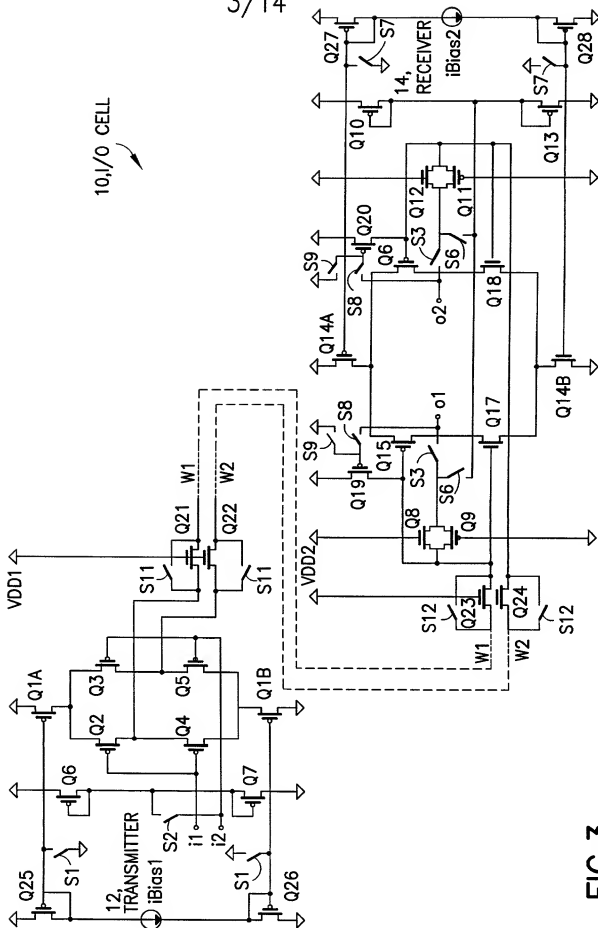 3/14
10, I/O CELL
Q25
S1
12,
TRANSMITTER
iBias1
S1
Q26
Q6
S2
i1
i2
Q7
Q1A
Q2
Q3
Q4
Q5
Q1B
VDD1
S11
Q21
Q22
S11
W1
W2
VDD2
S12
Q23
Q24
S12
W1
W2
Q8
Q9
S9
S8
Q19
Q15
S3
o1
S6
Q17
Q14A
Q14B
S9
S8
Q20
Q6
S3
o2
S6
Q18
Q12
Q11
Q10
Q13
Q27
S7
14,
RECEIVER
iBias2
S7
Q28
FIG.3